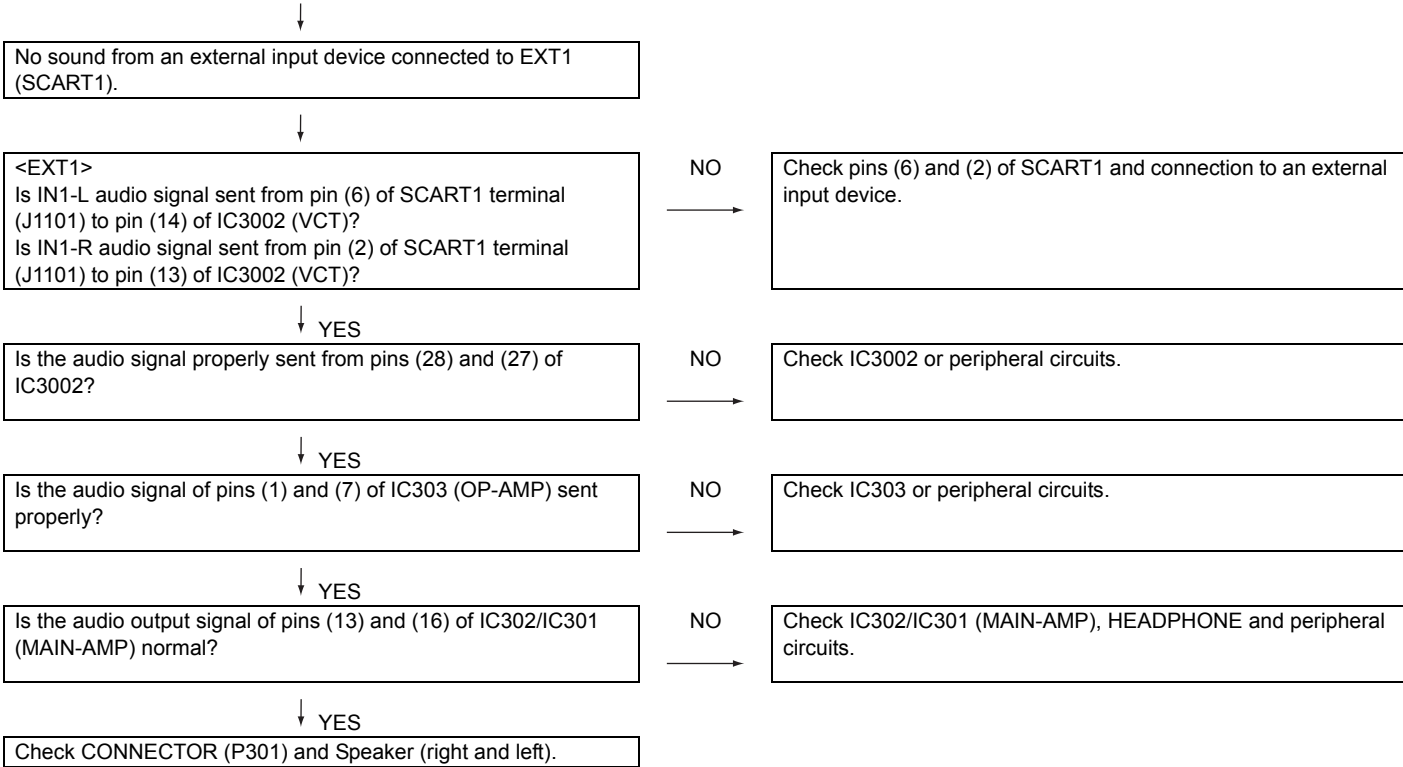 No sound from an external input device connected to EXT1
(SCART1).
<EXT1>
Is IN1-L audio signal sent from pin (6) of SCART1 terminal
(J1101) to pin (14) of IC3002 (VCT)?
Is IN1-R audio signal sent from pin (2) of SCART1 terminal
(J1101) to pin (13) of IC3002 (VCT)?
NO
Check pins (6) and (2) of SCART1 and connection to an external
input device.
YES
Is the audio signal properly sent from pins (28) and (27) of
IC3002?
NO
Check IC3002 or peripheral circuits.
YES
Is the audio signal of pins (1) and (7) of IC303 (OP-AMP) sent
properly?
NO
Check IC303 or peripheral circuits.
YES
Is the audio output signal of pins (13) and (16) of IC302/IC301
(MAIN-AMP) normal?
NO
Check IC302/IC301 (MAIN-AMP), HEADPHONE and peripheral
circuits.
YES
Check CONNECTOR (P301) and Speaker (right and left).